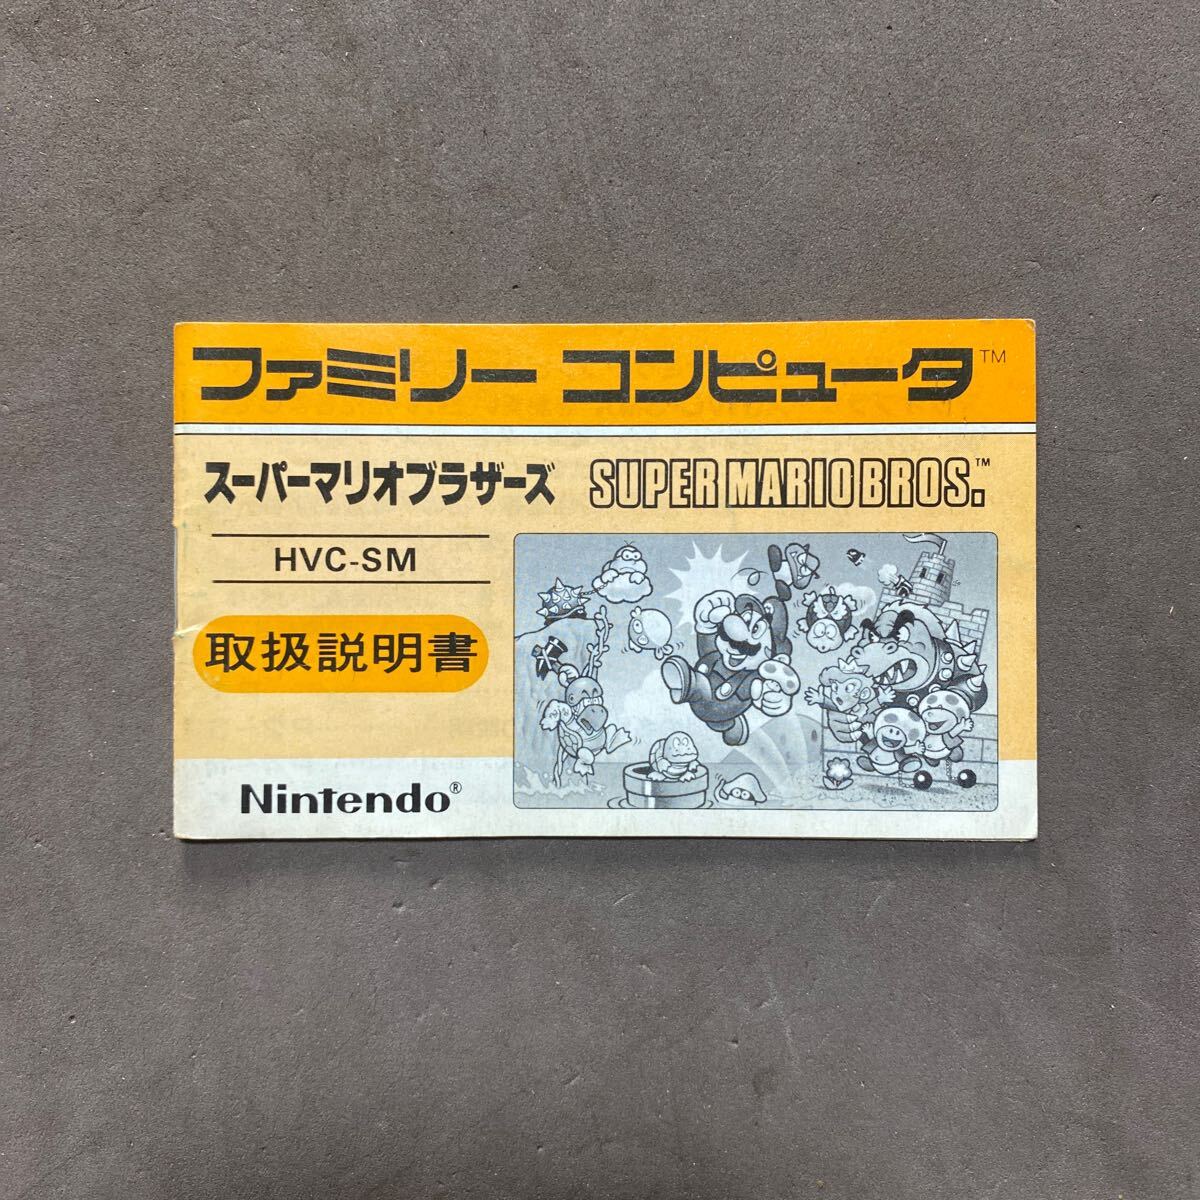 ファミリー コンピュータ™
スーパーマリオブラザーズ SUPER MARIO BROS.™
HVC-SM
取扱説明書
Nintendo®